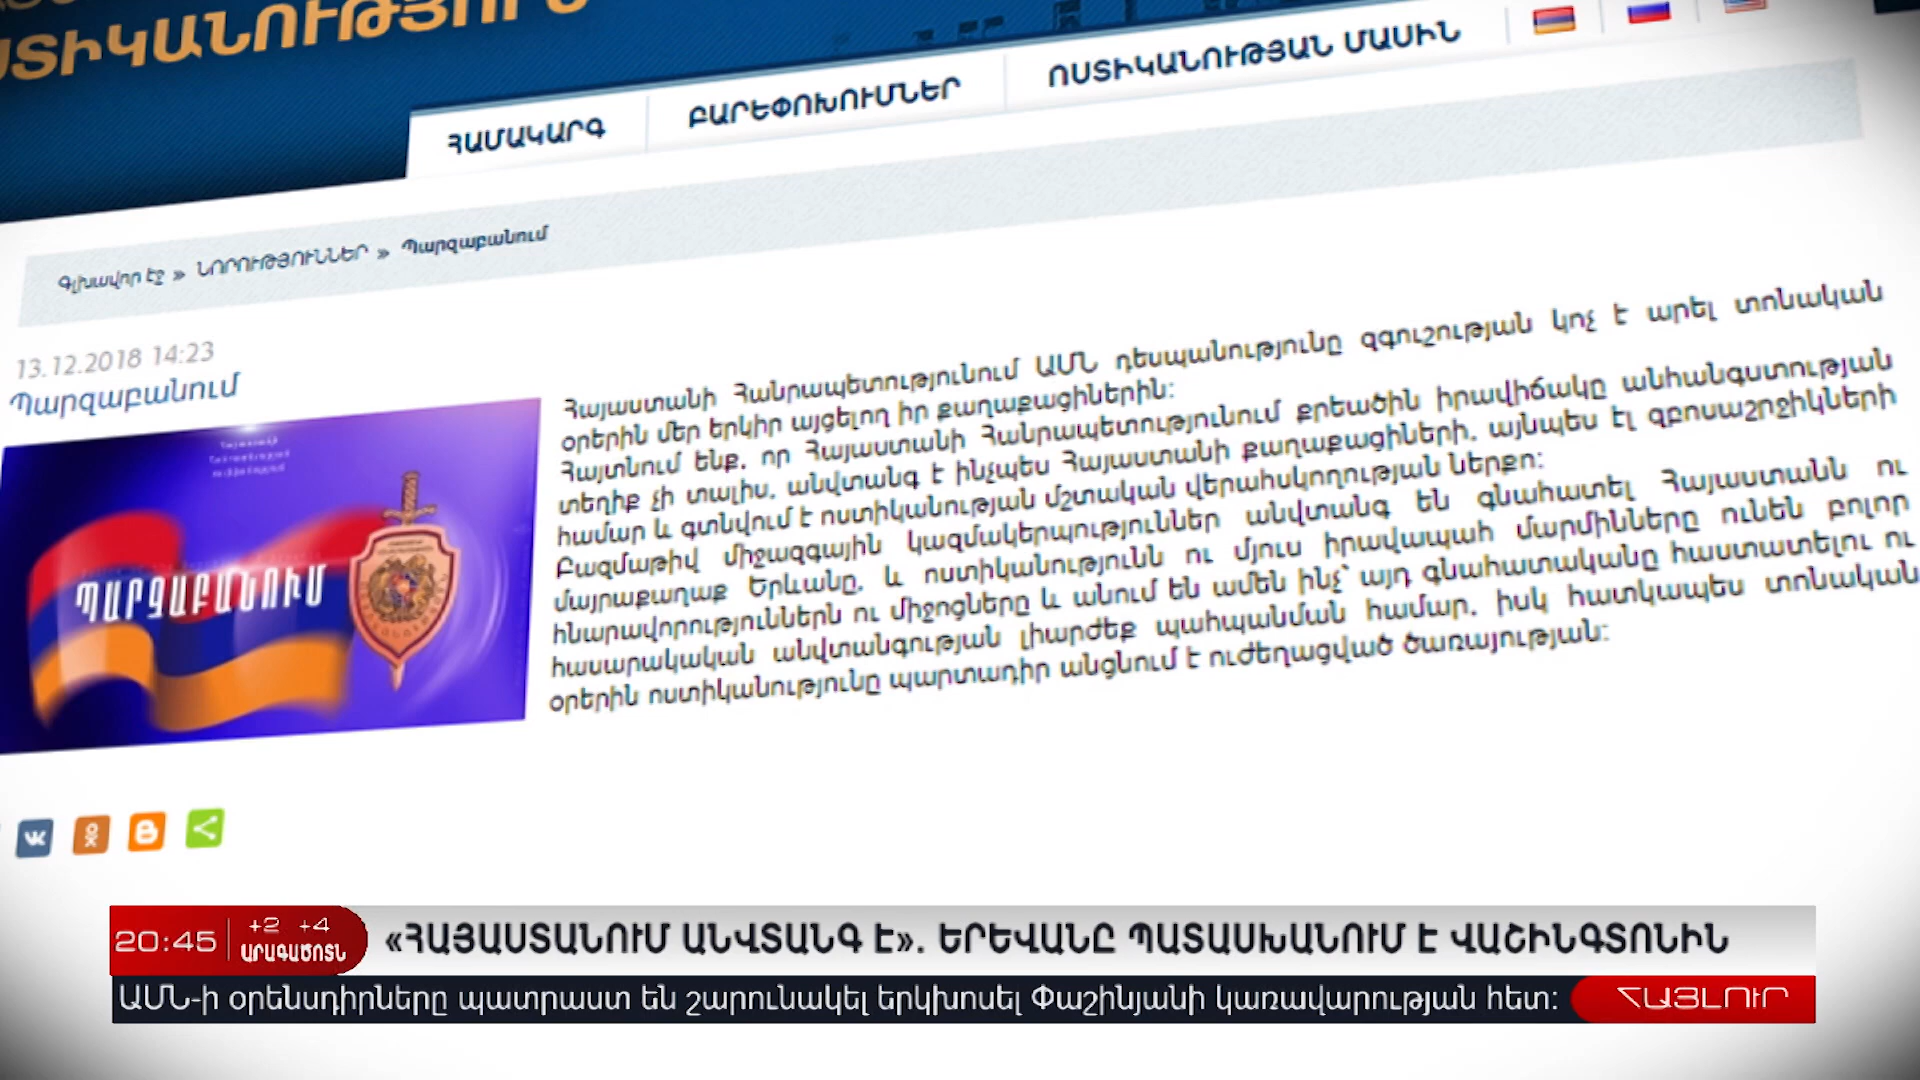 ՈՍՏԻԿԱՆՈՒԹՅՈՒՆ
ՀԱՄԱԿԱՐԳ
ԲԱՐԵՓՈԽՈՒՄՆԵՐ
ՈՍՏԻԿԱՆՈՒԹՅԱՆ ՄԱՍԻՆ
Գլխավոր էջ » ՆՈՐՈՒԹՅՈՒՆՆԵՐ » Պարզաբանում
13.12.2018 14:23
Պարզաբանում
ՊԱՐԶԱԲԱՆՈՒՄ
Հայաստանի Հանրապետությունում ԱՄՆ դեսպանությունը զգուշության կոչ է արել տոնական
օրերին մեր երկիր այցելող իր քաղաքացիներին:
Հայտնում ենք, որ Հայաստանի Հանրապետությունում քրեածին իրավիճակը անհանգստության
տեղիք չի տալիս, անվտանգ է ինչպես Հայաստանի քաղաքացիների, այնպես էլ զբոսաշրջիկների
համար և գտնվում է ոստիկանության մշտական վերահսկողության ներքո:
Բազմաթիվ միջազգային կազմակերպություններ անվտանգ են գնահատել Հայաստանն ու
մայրաքաղաք Երևանը, և ոստիկանությունն ու մյուս իրավապահ մարմինները ունեն բոլոր
հնարավորություններն ու միջոցները և անում են ամեն ինչ՝ այդ գնահատականը հաստատելու ու
հասարակական անվտանգության լիարժեք պահպանման համար, իսկ հատկապես տոնական
օրերին ոստիկանությունը պարտադիր անցնում է ուժեղացված ծառայության:
20:45
+2 +4
ԱՐԱԳԱԾՈՏՆ
«ՀԱՅԱՍՏԱՆՈՒՄ ԱՆՎՏԱՆԳ Է». ԵՐԵՎԱՆԸ ՊԱՏԱՍԽԱՆՈՒՄ Է ՎԱՇԻՆԳՏՈՆԻՆ
ԱՄՆ-ի օրենսդիրները պատրաստ են շարունակել երկխոսել Փաշինյանի կառավարության հետ:
ՀԱՅԼՈՒՐ